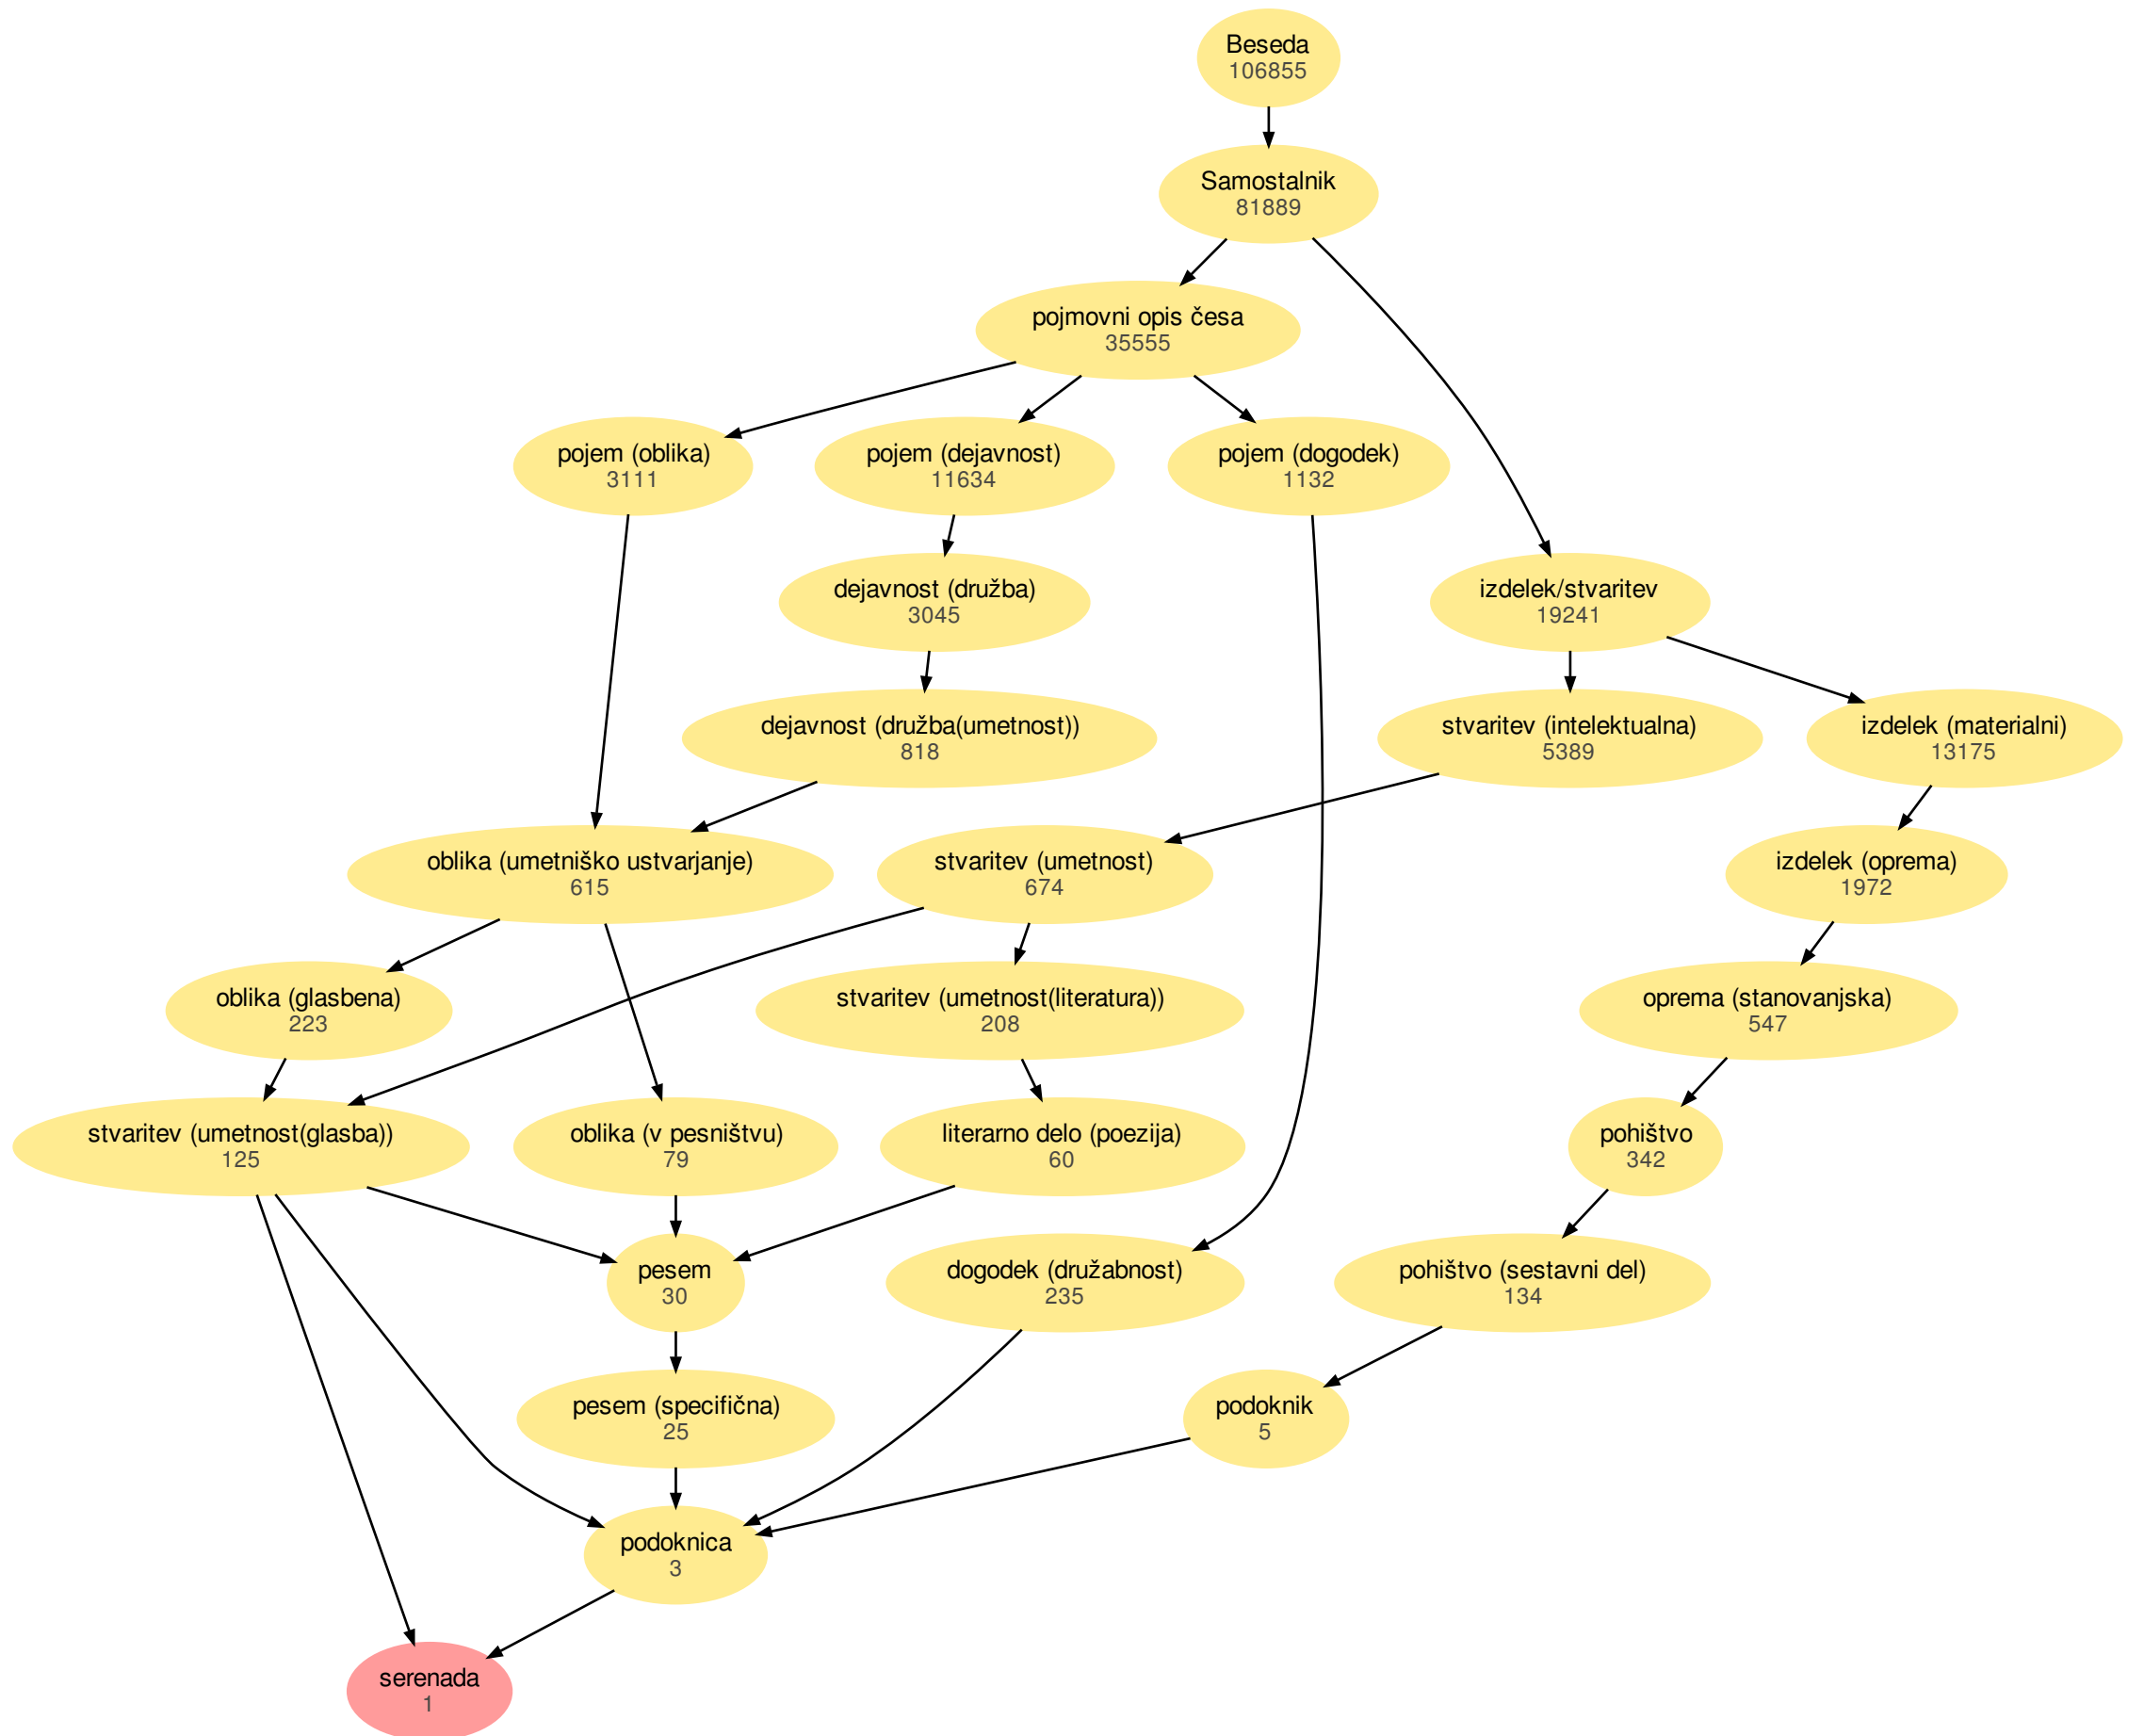 Beseda
106855
Samostalnik
81889
pojmovni opis česa
35555
pojem (oblika)
3111
pojem (dejavnost)
11634
pojem (dogodek)
1132
dejavnost (družba)
3045
izdelek/stvaritev
19241
dejavnost (družba(umetnost))
818
stvaritev (intelektualna)
5389
izdelek (materialni)
13175
oblika (umetniško ustvarjanje)
615
stvaritev (umetnost)
674
izdelek (oprema)
1972
oblika (glasbena)
223
stvaritev (umetnost(literatura))
208
oprema (stanovanjska)
547
stvaritev (umetnost(glasba))
125
oblika (v pesništvu)
79
literarno delo (poezija)
60
pohištvo
342
pesem
30
dogodek (družabnost)
235
pohištvo (sestavni del)
134
pesem (specifična)
25
podoknik
5
podoknica
3
serenada
1